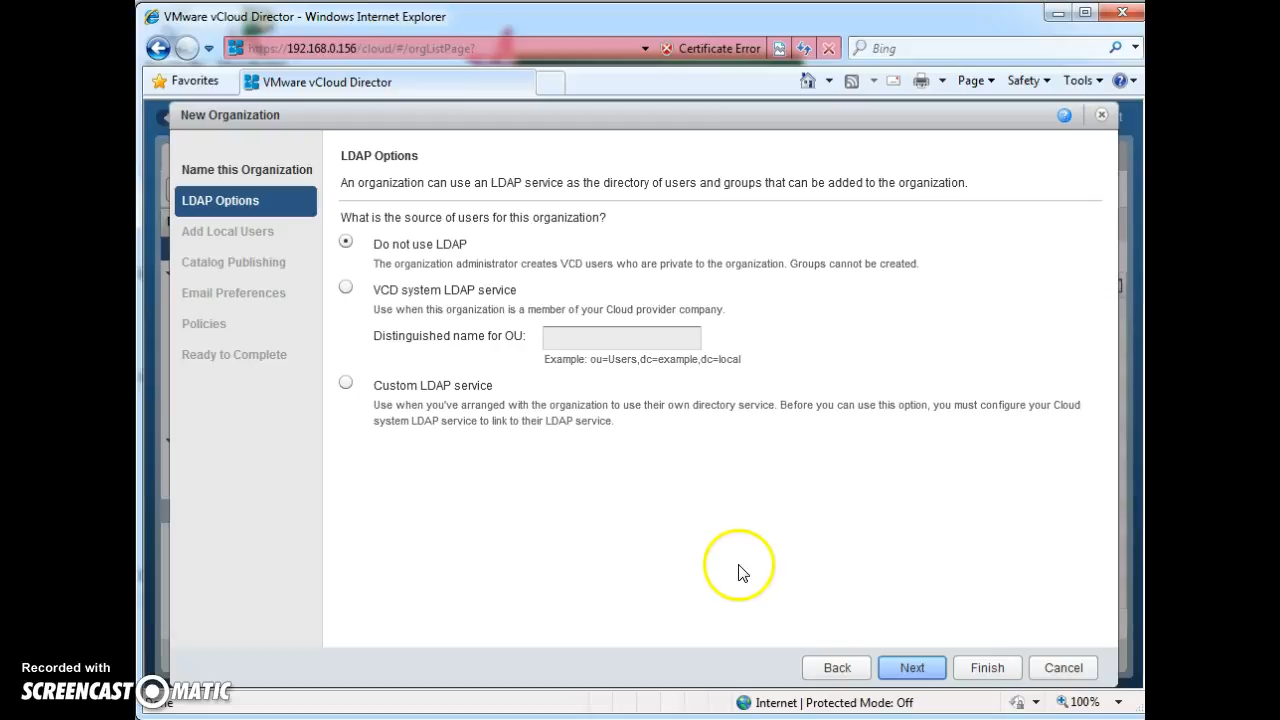 VMware vCloud Director - Windows Internet Explorer
https://192.168.0.156/cloud/#/orgListPage?
Certificate Error
Bing
Favorites
VMware vCloud Director
Page
Safety
Tools
New Organization
Name this Organization
LDAP Options
Add Local Users
Catalog Publishing
Email Preferences
Policies
Ready to Complete
LDAP Options
An organization can use an LDAP service as the directory of users and groups that can be added to the organization.
What is the source of users for this organization?
Do not use LDAP
The organization administrator creates VCD users who are private to the organization. Groups cannot be created.
VCD system LDAP service
Use when this organization is a member of your Cloud provider company.
Distinguished name for OU:
Example: ou=Users,dc=example,dc=local
Custom LDAP service
Use when you've arranged with the organization to use their own directory service. Before you can use this option, you must configure your Cloud
system LDAP service to link to their LDAP service.
Back
Next
Finish
Cancel
Recorded with
SCREENCAST-O-MATIC
Internet | Protected Mode: Off
100%